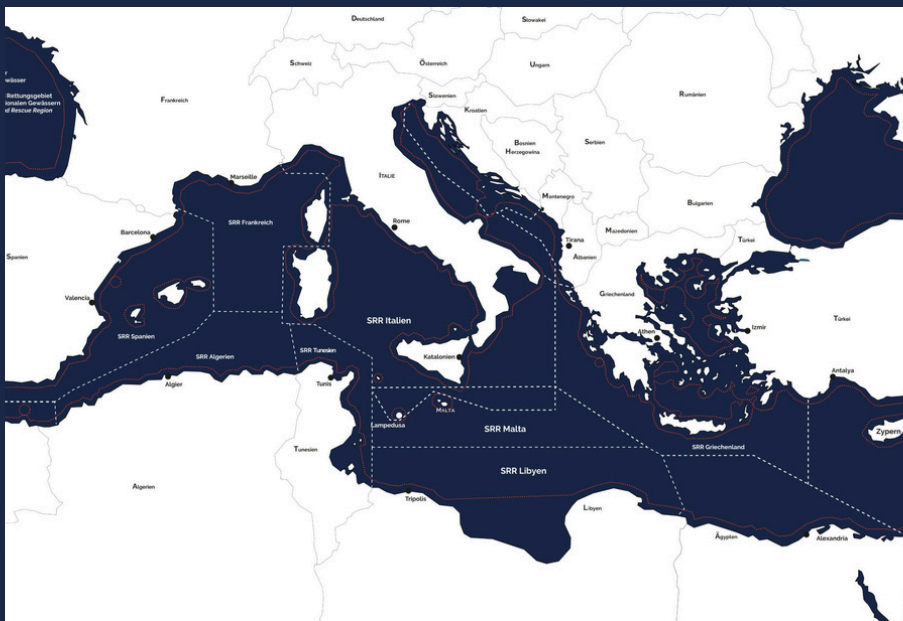 Deutschland
Slowakei
Schweiz
Österreich
Ungarn
r
wässer
Rettungsgebiet
ionalen Gewässern
nd Rescue Region
Frankreich
Slowenien
Kroatien
Rumänien
Bosnien
Herzegowina
Serbien
Marseille
ITALIE
Montenegro
Bulgarien
SRR Frankreich
Rome
Barcelona
Mazedonien
Tirana
Türkei
Spanien
Albanien
Valencia
Griechenland
SRR Italien
Türkei
Athen
Izmir
SRR Spanien
SRR Algerien
SRR Tunesien
Katalonien
Algier
Tunis
Antalya
MALTA
Lampedusa
SRR Malta
Zypern
Tunesien
SRR Griechenland
SRR Libyen
Algerien
Tripolis
Libyen
Ägypten
Alexandria